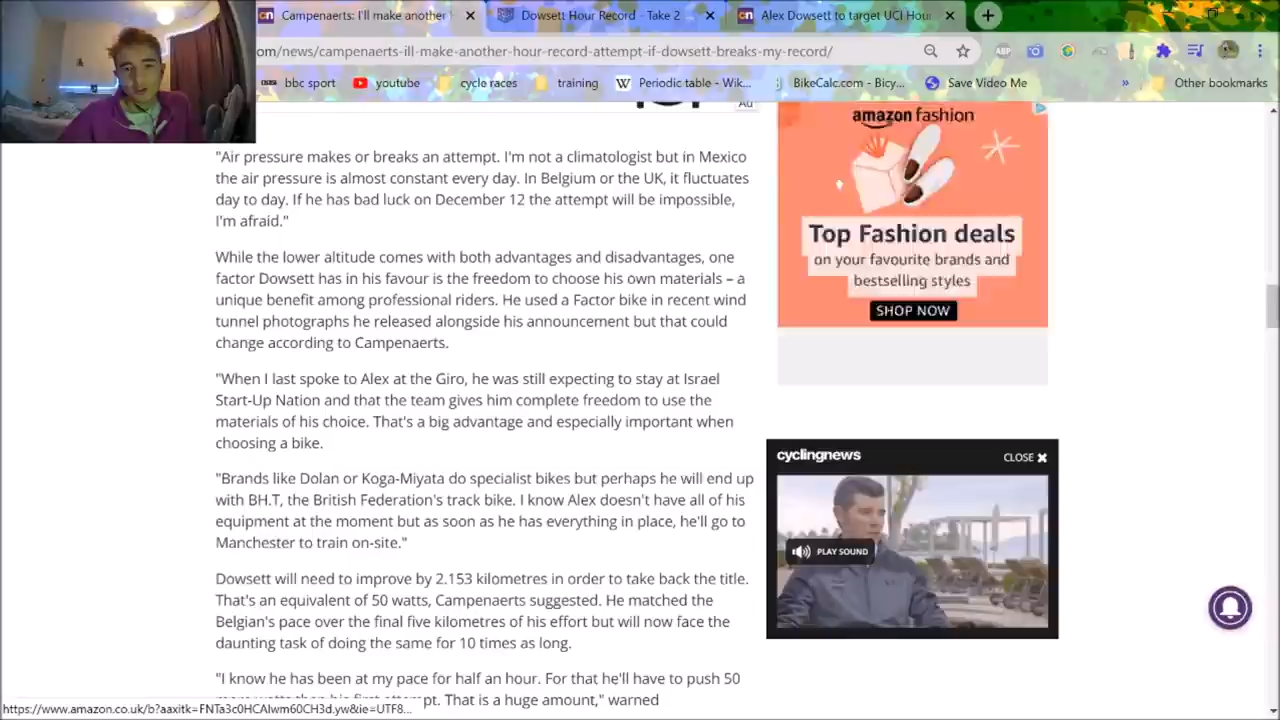 Campenaerts: I'll make another
Dowsett Hour Record - Take 2
Alex Dowsett to target UCI Hour
om/news/campenaerts-ill-make-another-hour-record-attempt-if-dowsett-breaks-my-record/
ABP
BBC bbc sport
youtube
cycle races
training
W Periodic table - Wik...
BikeCalc.com - Bicy...
Save Video Me
»
Other bookmarks
Ad
"Air pressure makes or breaks an attempt. I'm not a climatologist but in Mexico
the air pressure is almost constant every day. In Belgium or the UK, it fluctuates
day to day. If he has bad luck on December 12 the attempt will be impossible,
I'm afraid."
While the lower altitude comes with both advantages and disadvantages, one
factor Dowsett has in his favour is the freedom to choose his own materials – a
unique benefit among professional riders. He used a Factor bike in recent wind
tunnel photographs he released alongside his announcement but that could
change according to Campenaerts.
"When I last spoke to Alex at the Giro, he was still expecting to stay at Israel
Start-Up Nation and that the team gives him complete freedom to use the
materials of his choice. That's a big advantage and especially important when
choosing a bike.
"Brands like Dolan or Koga-Miyata do specialist bikes but perhaps he will end up
with BH.T, the British Federation's track bike. I know Alex doesn't have all of his
equipment at the moment but as soon as he has everything in place, he'll go to
Manchester to train on-site."
Dowsett will need to improve by 2.153 kilometres in order to take back the title.
That's an equivalent of 50 watts, Campenaerts suggested. He matched the
Belgian's pace over the final five kilometres of his effort but will now face the
daunting task of doing the same for 10 times as long.
"I know he has been at my pace for half an hour. For that he'll have to push 50
more watts than his first attempt. That is a huge amount," warned
amazon fashion
Top Fashion deals
on your favourite brands and
bestselling styles
SHOP NOW
cyclingnews
CLOSE
PLAY SOUND
https://www.amazon.co.uk/b?aaxitk=FNTa3c0HCAIwm60CH3d.yw&ie=UTF8...